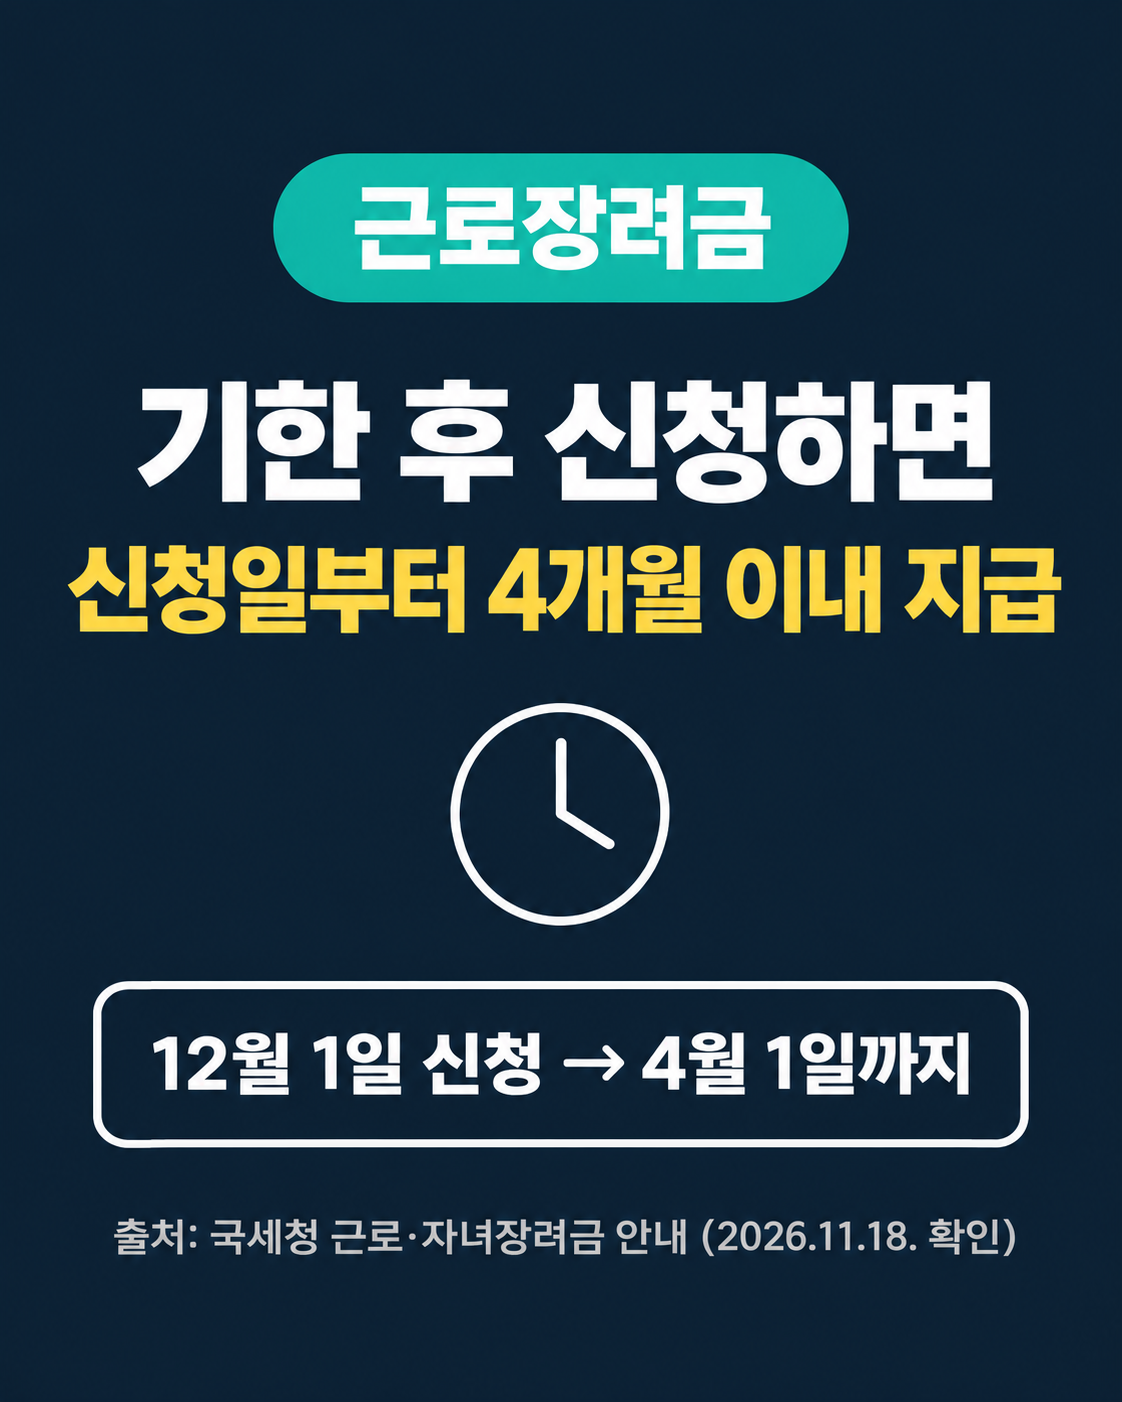 근로장려금
기한 후 신청하면
신청일부터 4개월 이내 지급
12월 1일 신청 → 4월 1일까지
출처: 국세청 근로·자녀장려금 안내 (2026.11.18. 확인)